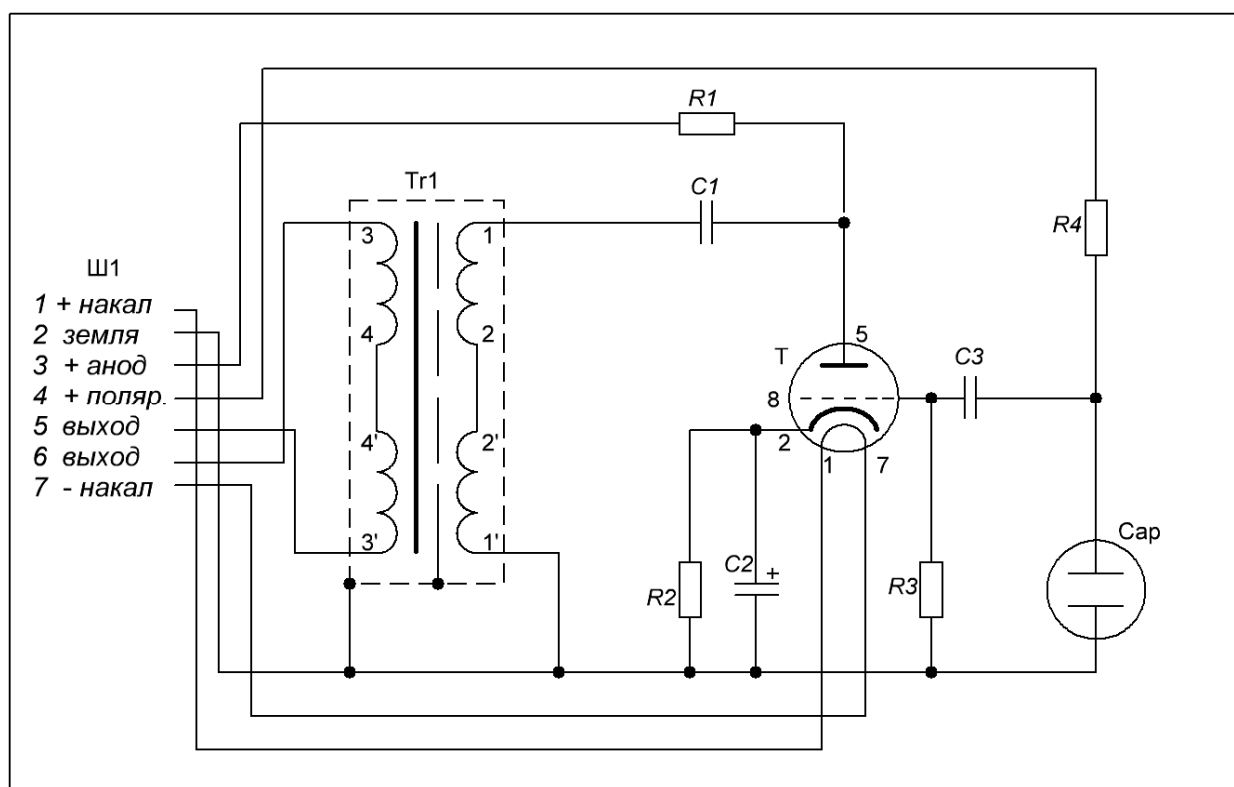 R1
Tr1
C1
3
1
R4
Ш1
1 + накал
4
2
2 земля
5
3 + анод
T
C3
4 + поляр.
8
5 выход
4'
2'
2
6 выход
1
7
7 - накал
Cap
3'
1'
C2
+
R2
R3